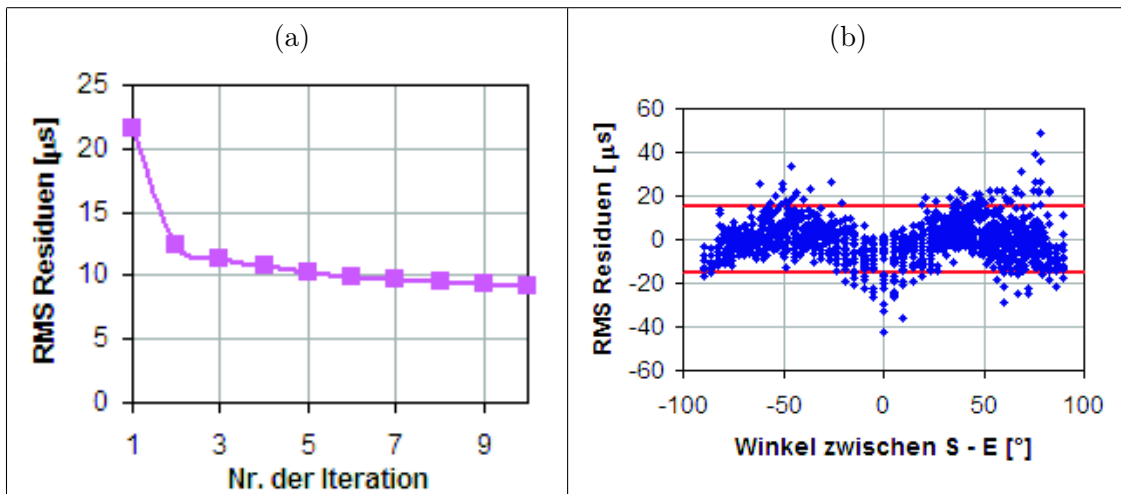 (a)
25
20
15
10
5
0
RMS Residuen [µs]
1 3 5 7 9
Nr. der Iteration
(b)
60
40
20
0
-20
-40
-60
RMS Residuen [ µs]
-100 -50 0 50 100
Winkel zwischen S - E [°]